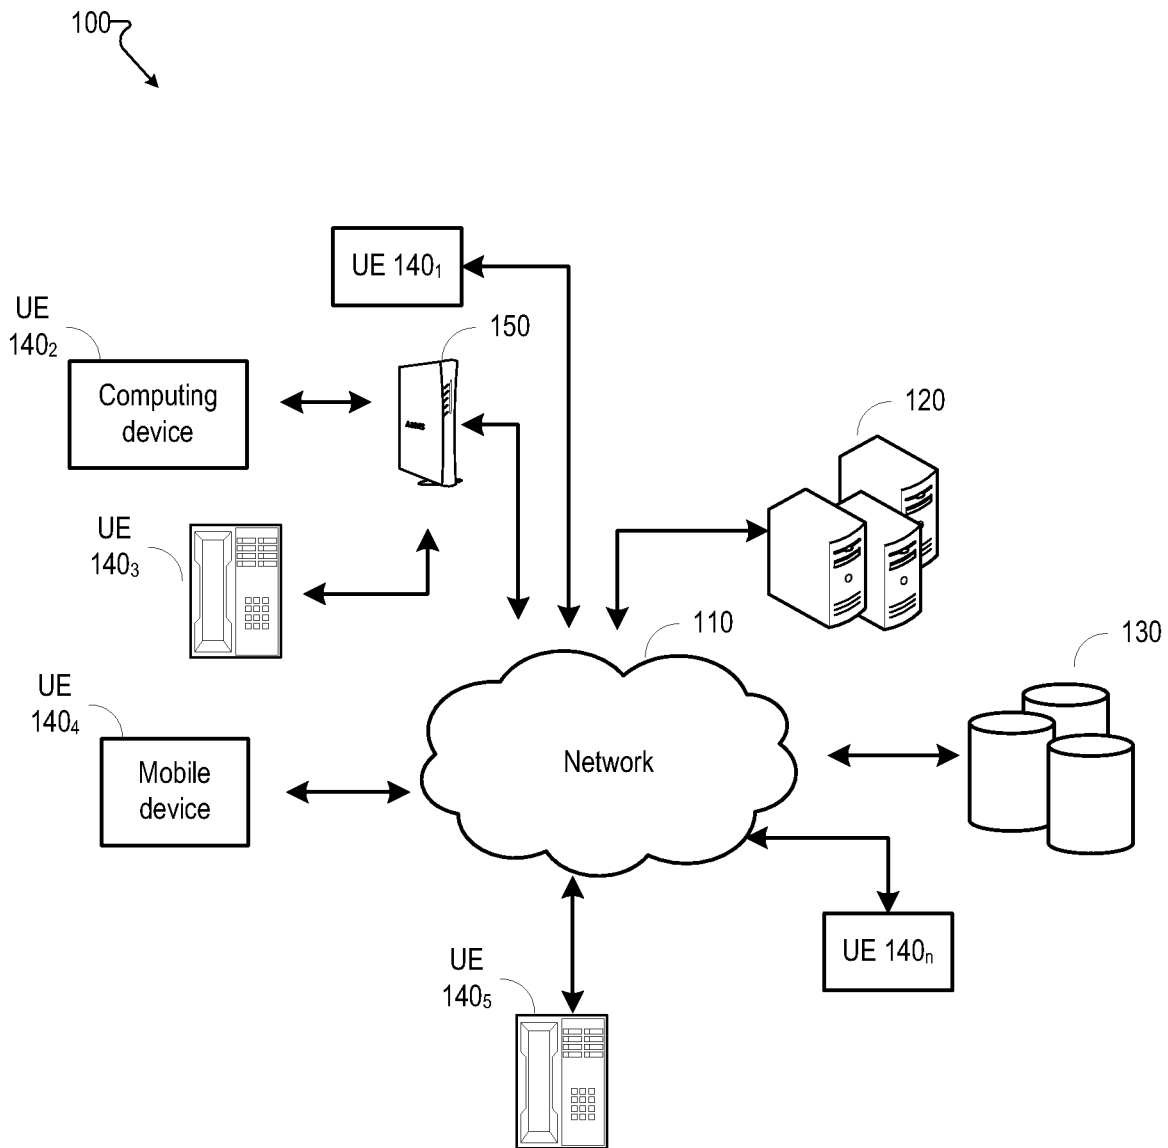 100
UE 140₁
UE
140₂
150
Computing
device
120
UE
140₃
110
130
UE
140₄
Network
Mobile
device
UE 140ₙ
UE
140₅